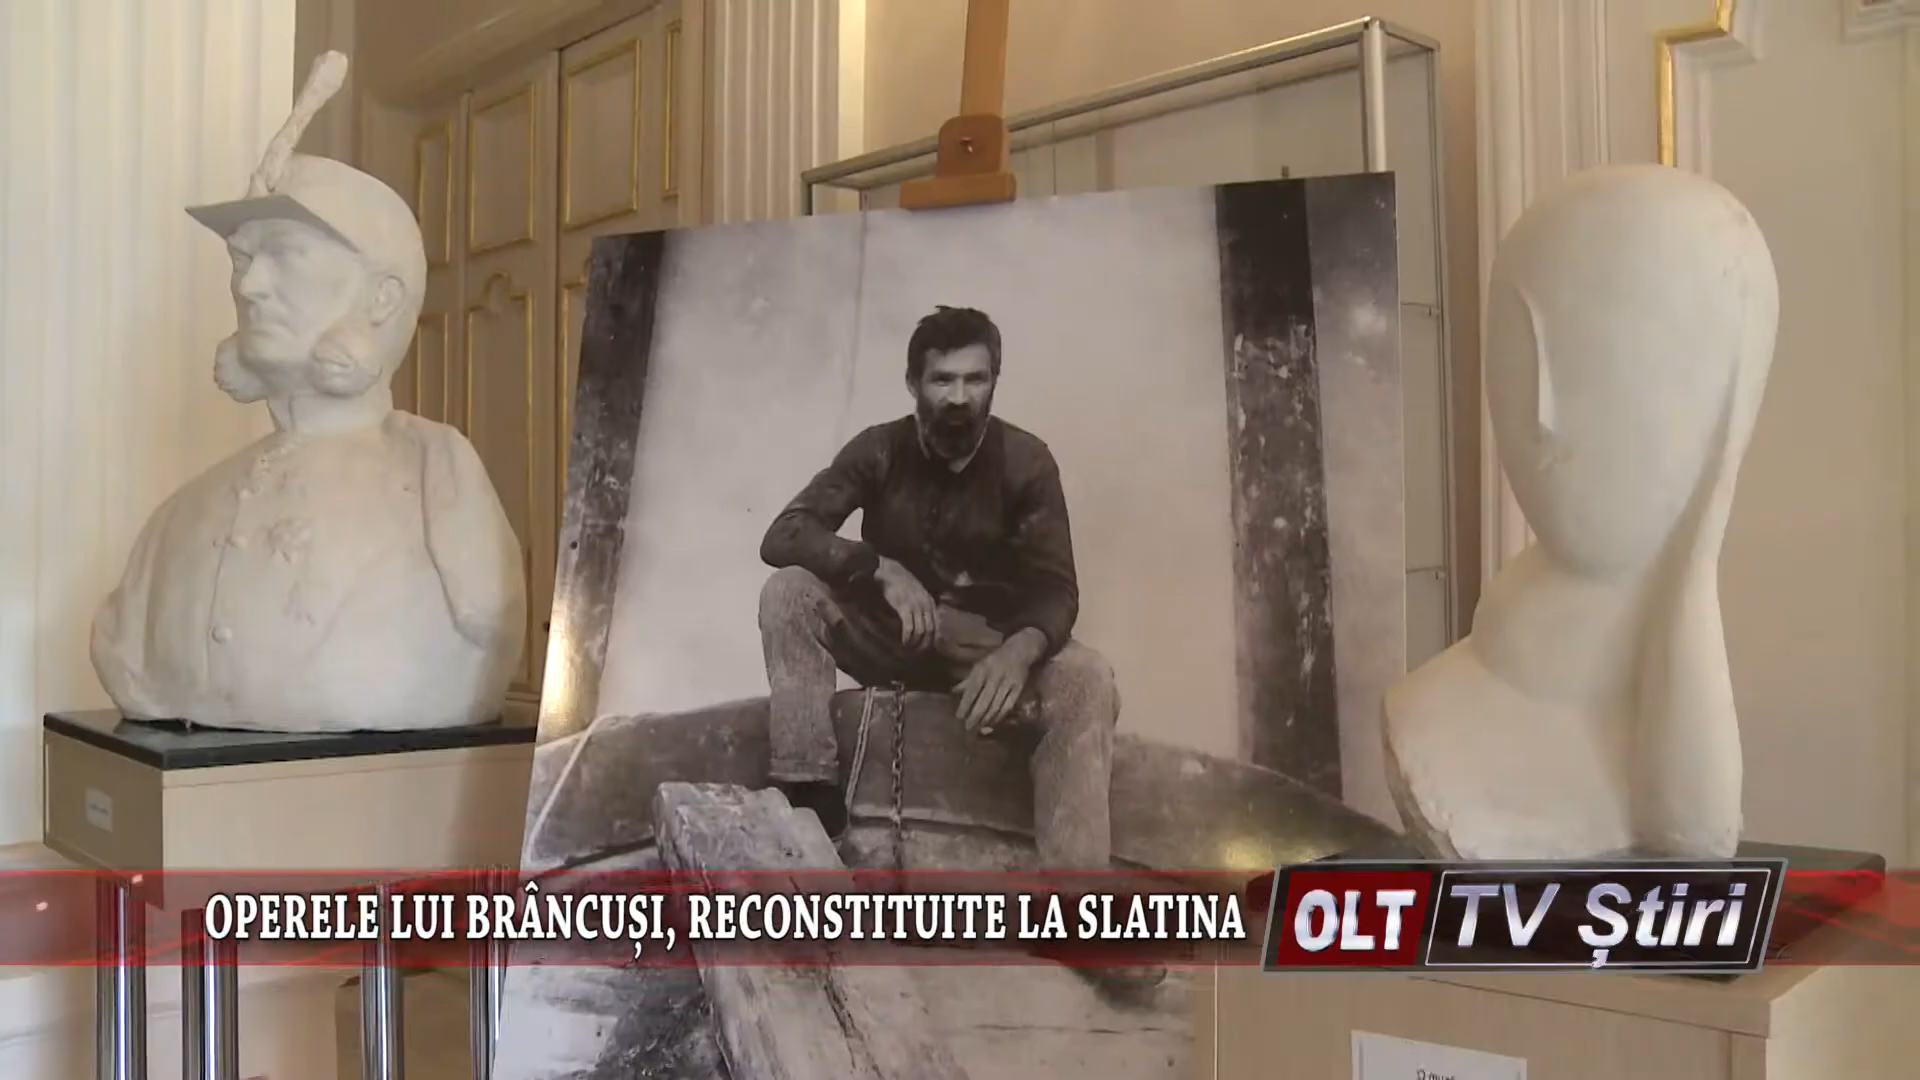 OPERELE LUI BRÂNCUȘI, RECONSTITUITE LA SLATINA
OLT TV Știri